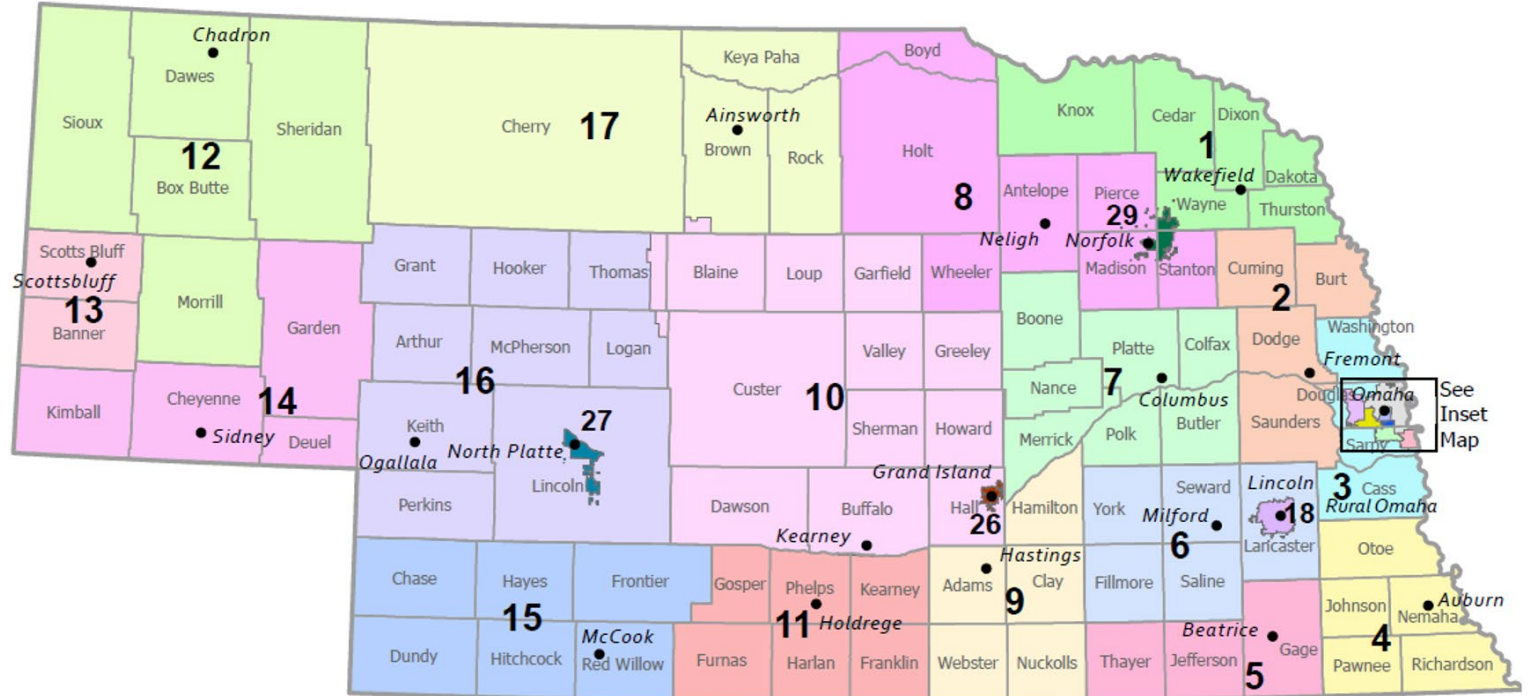 Chadron
Dawes
Sioux
Sheridan
12
Box Butte
Cherry
17
Keya Paha
Ainsworth
Brown
Rock
Boyd
Holt
8
Knox
Cedar
Dixon
1
Wakefield
Dakota
Wayne
Thurston
Antelope
Pierce
29
Neligh
Norfolk
Madison
Stanton
Cuming
Burt
2
Scotts Bluff
Scottsbluff
13
Banner
Morrill
Garden
Kimball
Cheyenne
14
Sidney
Deuel
Grant
Hooker
Thomas
Arthur
McPherson
Logan
16
Keith
Ogallala
27
North Platte
Lincoln
Perkins
Blaine
Loup
Garfield
Wheeler
Custer
Valley
Greeley
10
Sherman
Howard
Grand Island
Dawson
Buffalo
Hall
26
Kearney
Boone
Platte
Colfax
Nance
7
Columbus
Merrick
Polk
Butler
Dodge
Washington
Fremont
Saunders
Douglas
Omaha
Sarpy
See
Inset
Map
Hamilton
York
Seward
Milford
6
Lincoln
18
Lancaster
3
Cass
Rural Omaha
Otoe
Chase
Hayes
Frontier
15
Dundy
Hitchcock
McCook
Red Willow
Gosper
Phelps
Kearney
11
Holdrege
Furnas
Harlan
Franklin
Hastings
Adams
Clay
9
Webster
Nuckolls
Fillmore
Saline
Thayer
Jefferson
Beatrice
Gage
5
Johnson
Nemaha
Auburn
4
Pawnee
Richardson